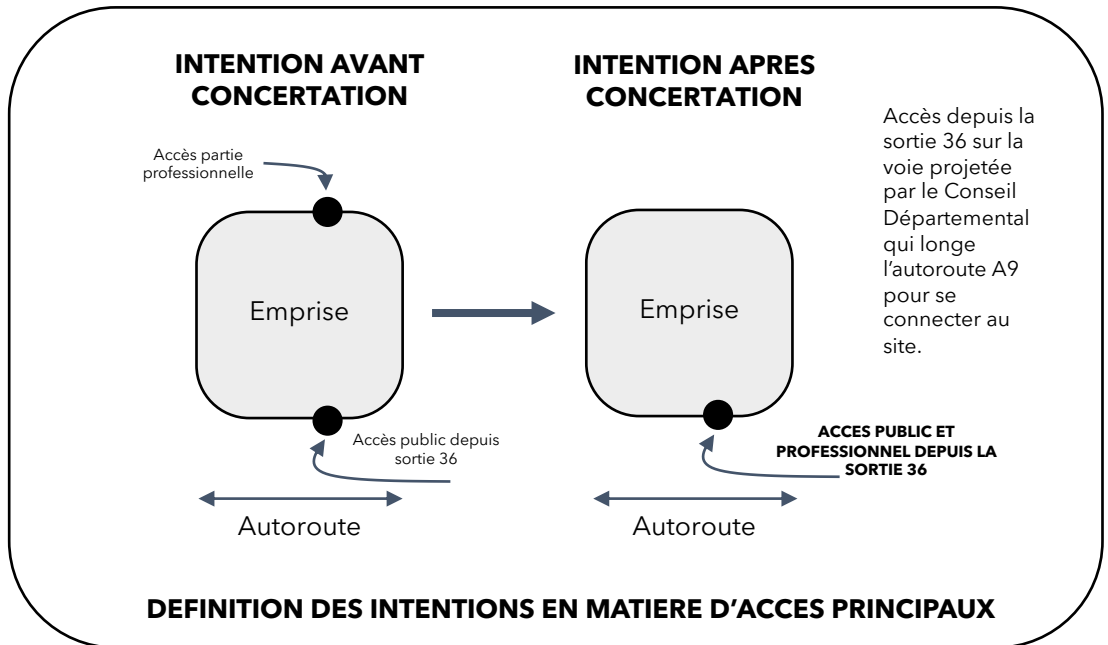 INTENTION AVANT
CONCERTATION
Accès partie
professionnelle
Emprise
Accès public depuis
sortie 36
Autoroute
INTENTION APRES
CONCERTATION
Emprise
ACCES PUBLIC ET
PROFESSIONNEL DEPUIS LA
SORTIE 36
Autoroute
Accès depuis la
sortie 36 sur la
voie projetée
par le Conseil
Départemental
qui longe
l'autoroute A9
pour se
connecter au
site.
DEFINITION DES INTENTIONS EN MATIERE D'ACCES PRINCIPAUX